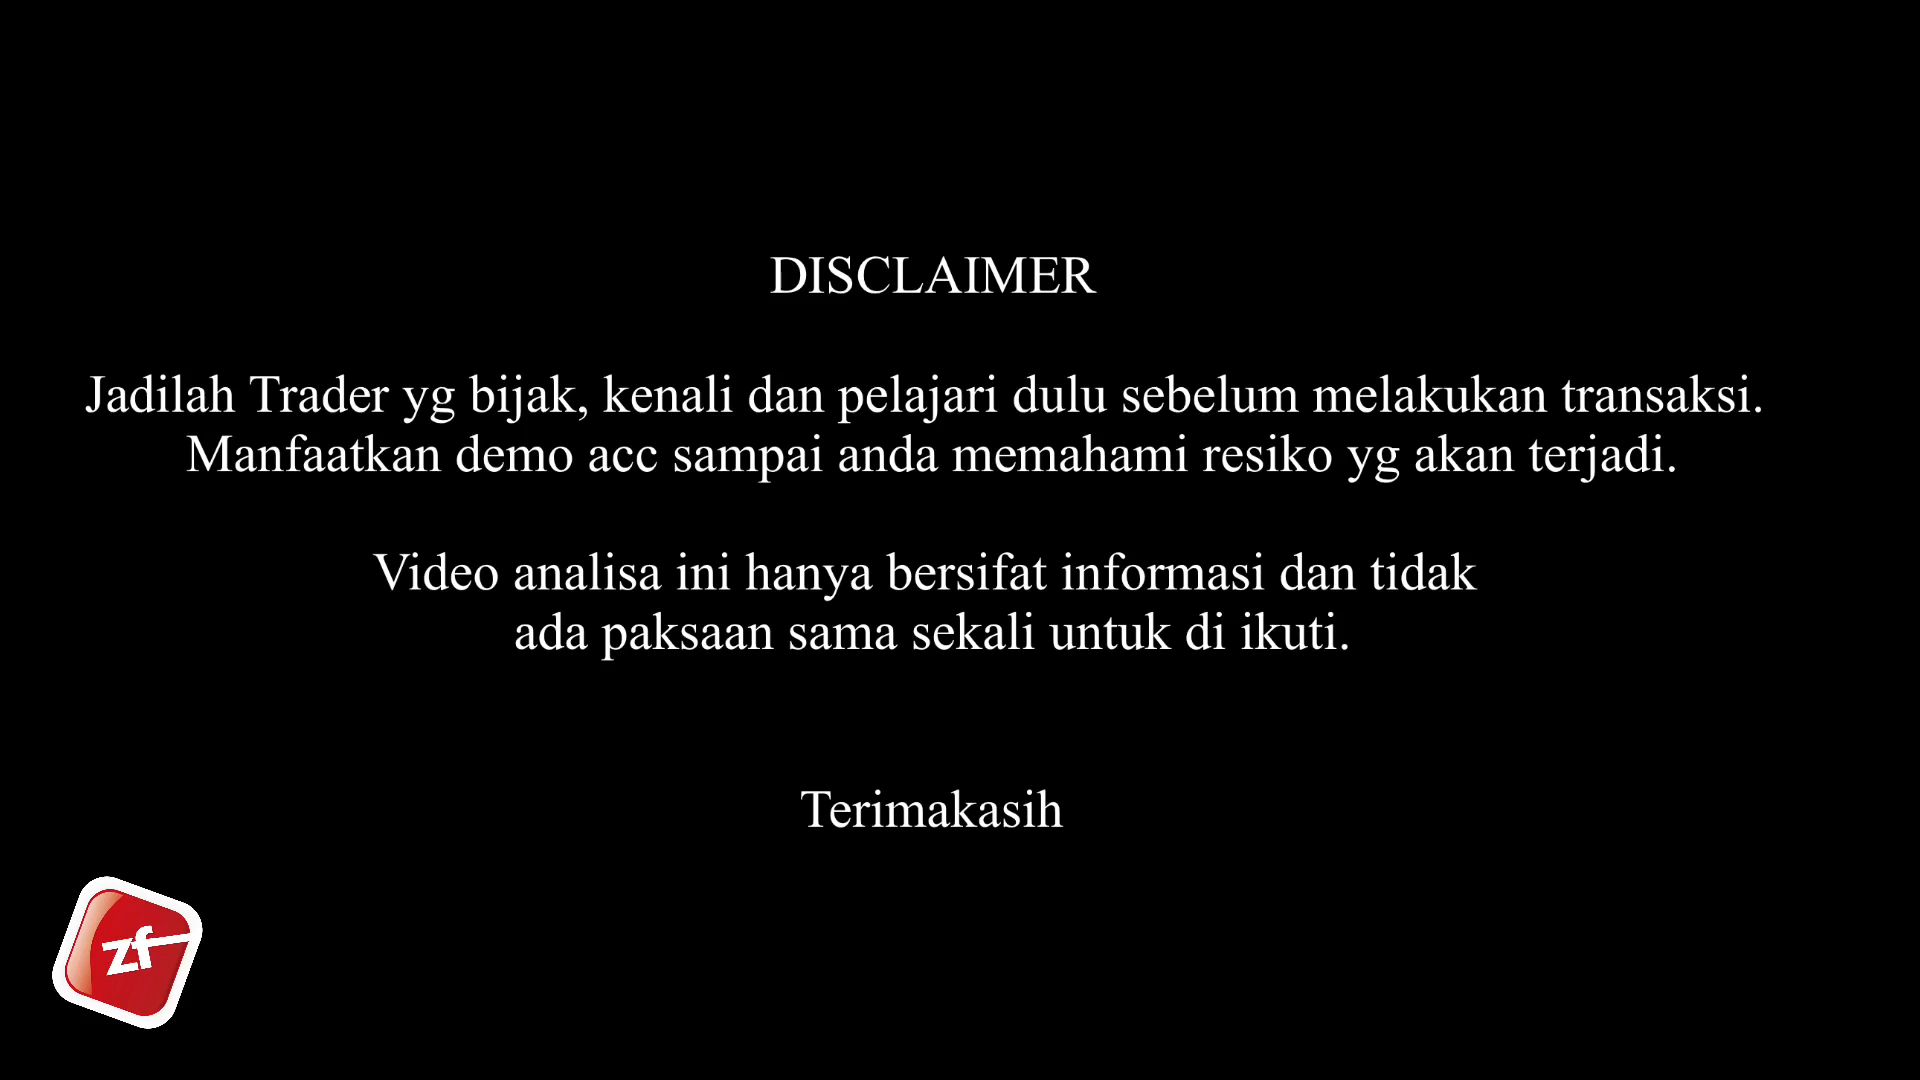 DISCLAIMER
Jadilah Trader yg bijak, kenali dan pelajari dulu sebelum melakukan transaksi.
Manfaatkan demo acc sampai anda memahami resiko yg akan terjadi.
Video analisa ini hanya bersifat informasi dan tidak
ada paksaan sama sekali untuk di ikuti.
Terimakasih
zf